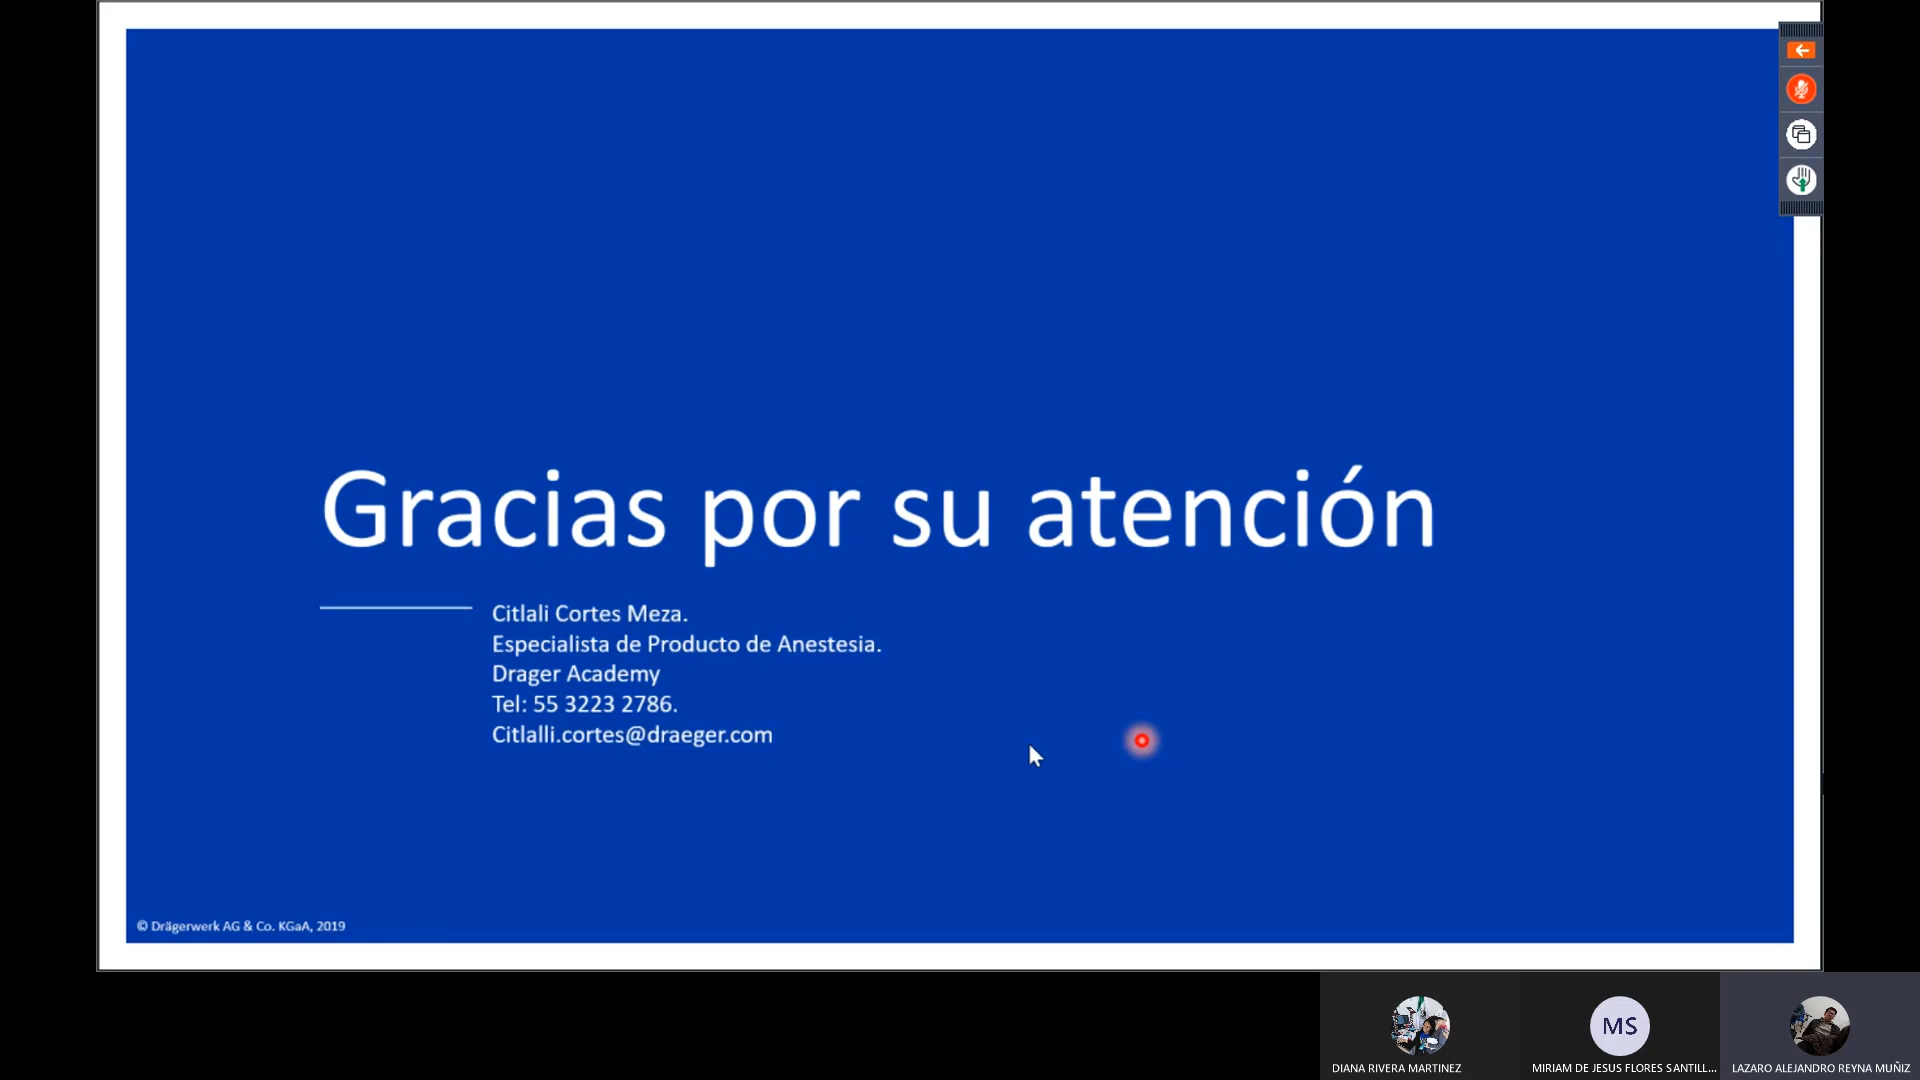 Gracias por su atención
Citlali Cortes Meza.
Especialista de Producto de Anestesia.
Drager Academy
Tel: 55 3223 2786.
Citlalli.cortes@draeger.com
© Drägerwerk AG & Co. KGaA, 2019
MS
DIANA RIVERA MARTINEZ
MIRIAM DE JESUS FLORES SANTILL...
LAZARO ALEJANDRO REYNA MUÑIZ